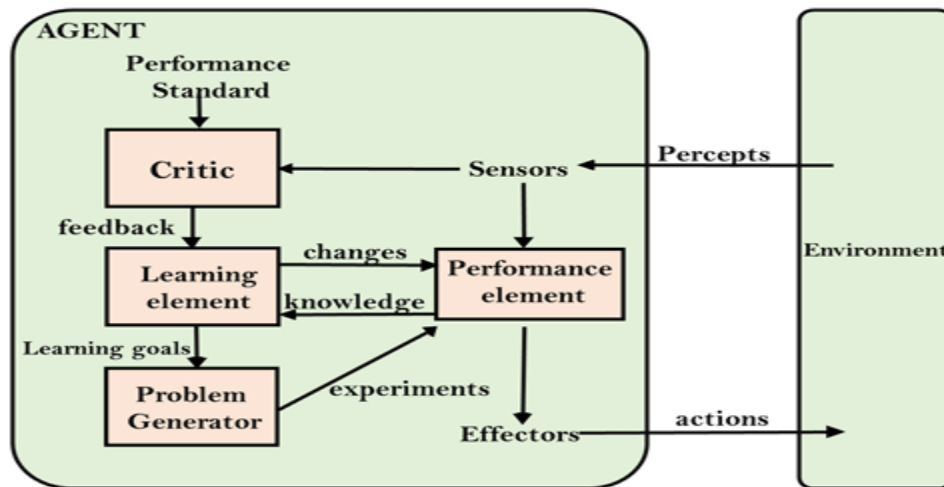 AGENT
Performance
Standard
Critic
Sensors
Percepts
feedback
changes
Learning
element
Performance
element
Environment
knowledge
Learning goals
Problem
Generator
experiments
Effectors
actions